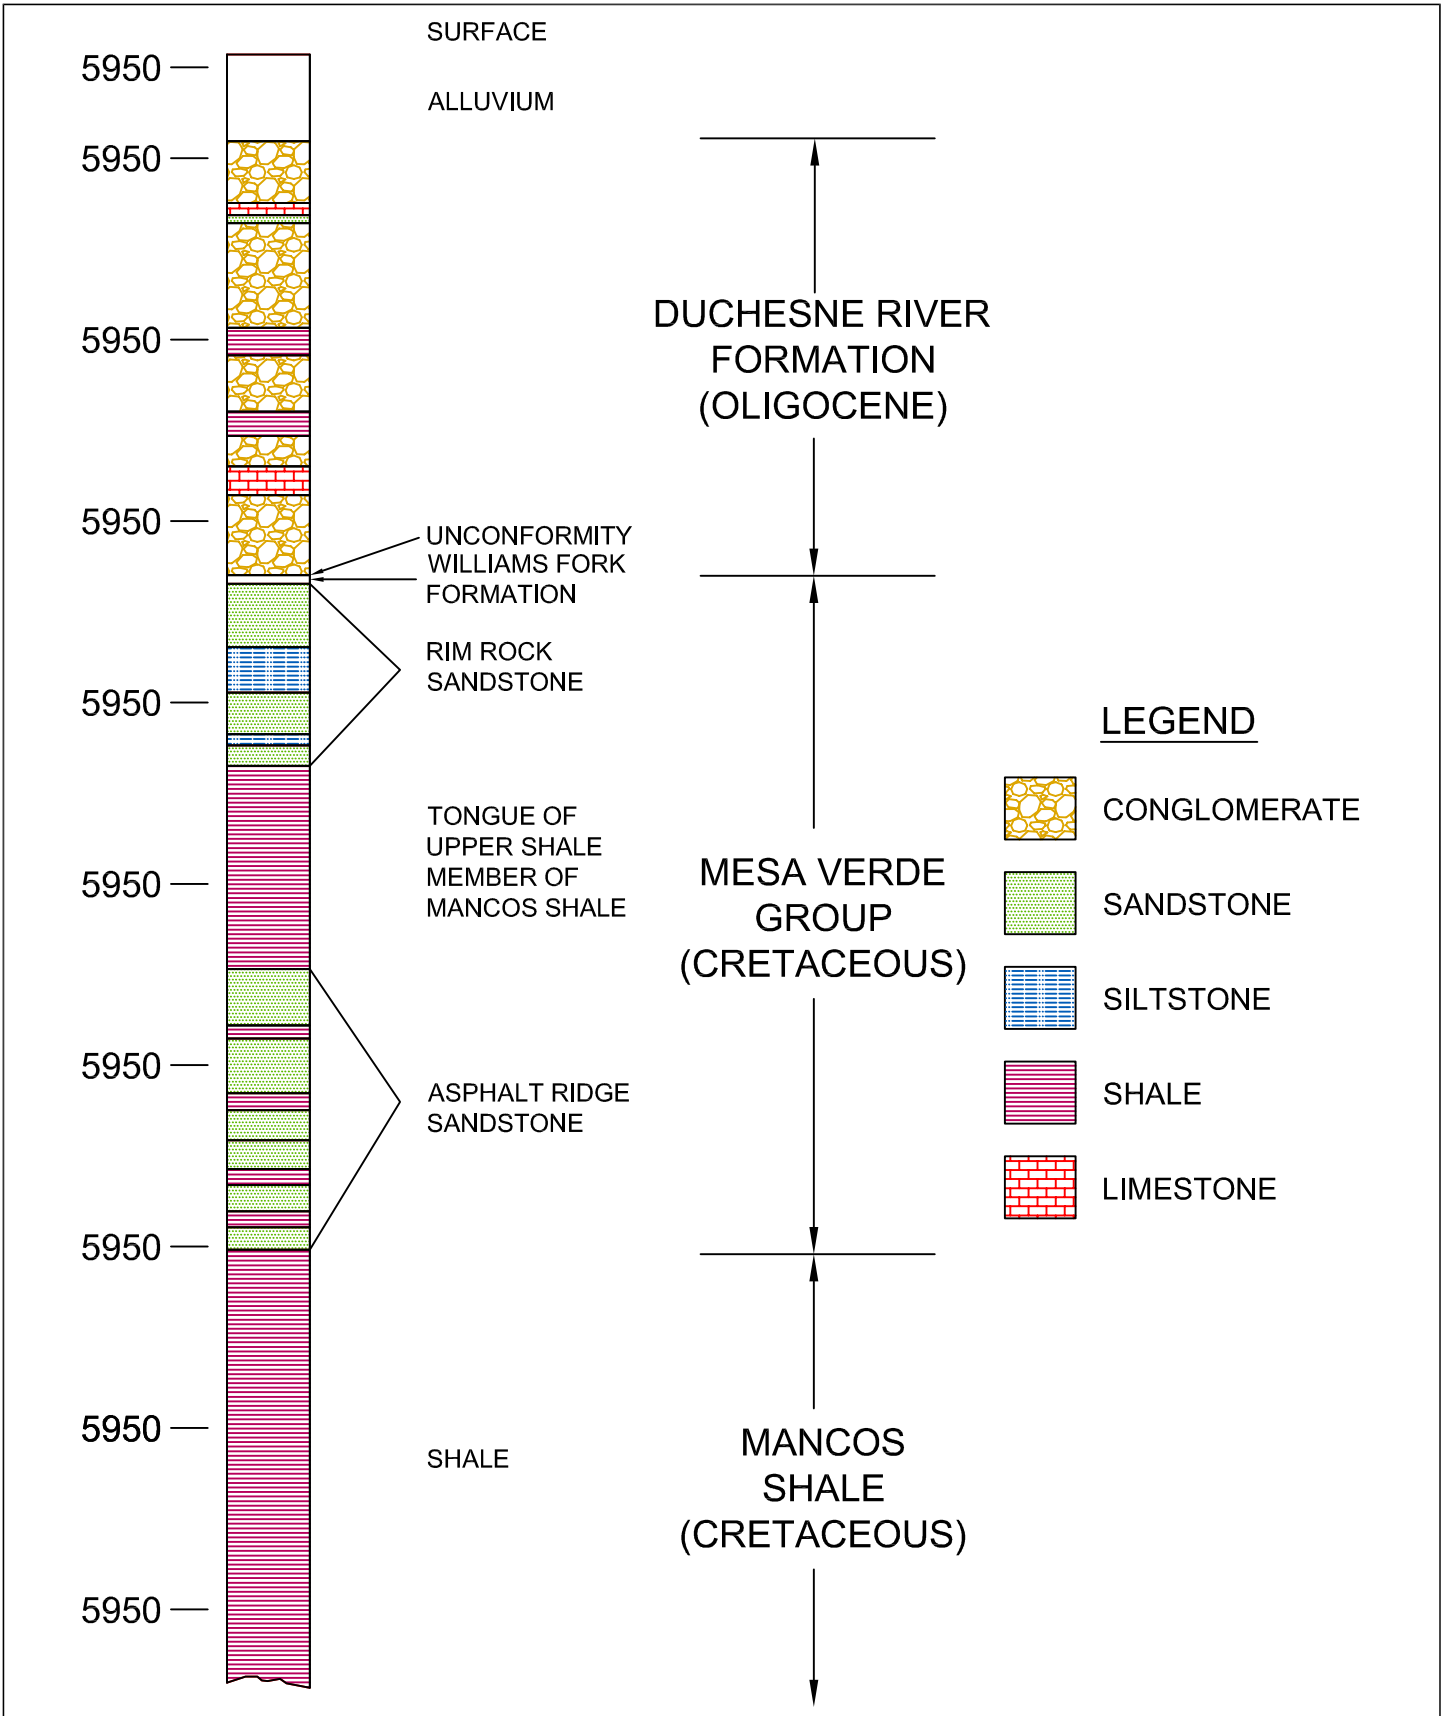 SURFACE
5950
ALLUVIUM
5950
5950
DUCHESNE RIVER
FORMATION
(OLIGOCENE)
5950
UNCONFORMITY
WILLIAMS FORK
FORMATION
RIM ROCK
SANDSTONE
5950
TONGUE OF
UPPER SHALE
MEMBER OF
MANCOS SHALE
5950
MESA VERDE
GROUP
(CRETACEOUS)
5950
ASPHALT RIDGE
SANDSTONE
5950
5950
SHALE
MANCOS
SHALE
(CRETACEOUS)
5950
LEGEND
CONGLOMERATE
SANDSTONE
SILTSTONE
SHALE
LIMESTONE